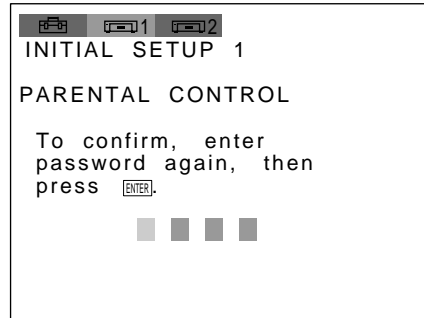 1 2
INITIAL SETUP 1
PARENTAL CONTROL
To confirm, enter
password again, then
press ENTER.